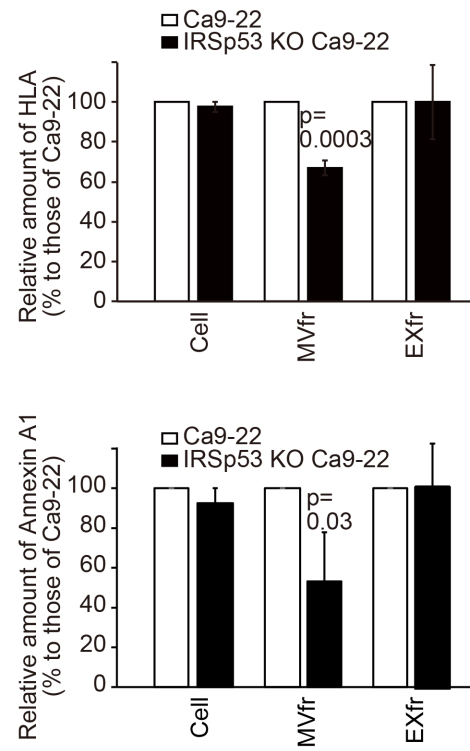 Ca9-22
IRSp53 KO Ca9-22
Relative amount of HLA
(% to those of Ca9-22)
100
80
60
40
20
0
p=
0.0003
Cell
MVfr
EXfr
Ca9-22
IRSp53 KO Ca9-22
Relative amount of Annexin A1
(% to those of Ca9-22)
100
80
60
40
20
0
p=
0.03
Cell
MVfr
EXfr